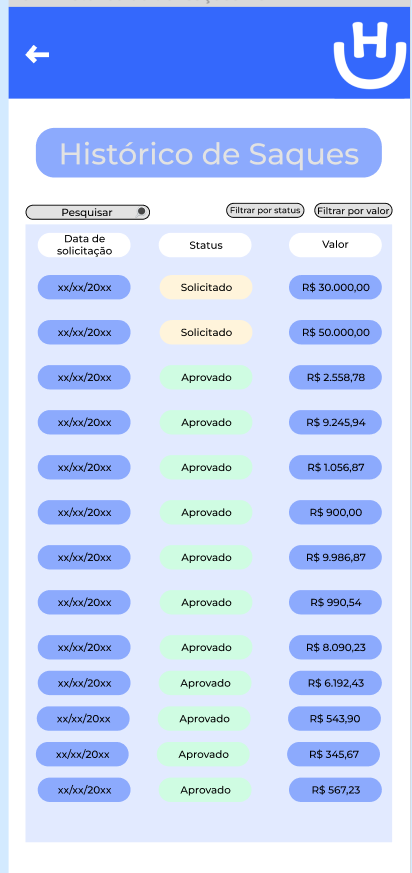 H
Histórico de Saques
Pesquisar
Filtrar por status
Filtrar por valor
Data de
solicitação
Status
Valor
xx/xx/20xx Solicitado R$ 30.000,00
xx/xx/20xx Solicitado R$ 50.000,00
xx/xx/20xx Aprovado R$ 2.558,78
xx/xx/20xx Aprovado R$ 9.245,94
xx/xx/20xx Aprovado R$ 1.056,87
xx/xx/20xx Aprovado R$ 900,00
xx/xx/20xx Aprovado R$ 9.986,87
xx/xx/20xx Aprovado R$ 990,54
xx/xx/20xx Aprovado R$ 8.090,23
xx/xx/20xx Aprovado R$ 6.192,43
xx/xx/20xx Aprovado R$ 543,90
xx/xx/20xx Aprovado R$ 345,67
xx/xx/20xx Aprovado R$ 567,23